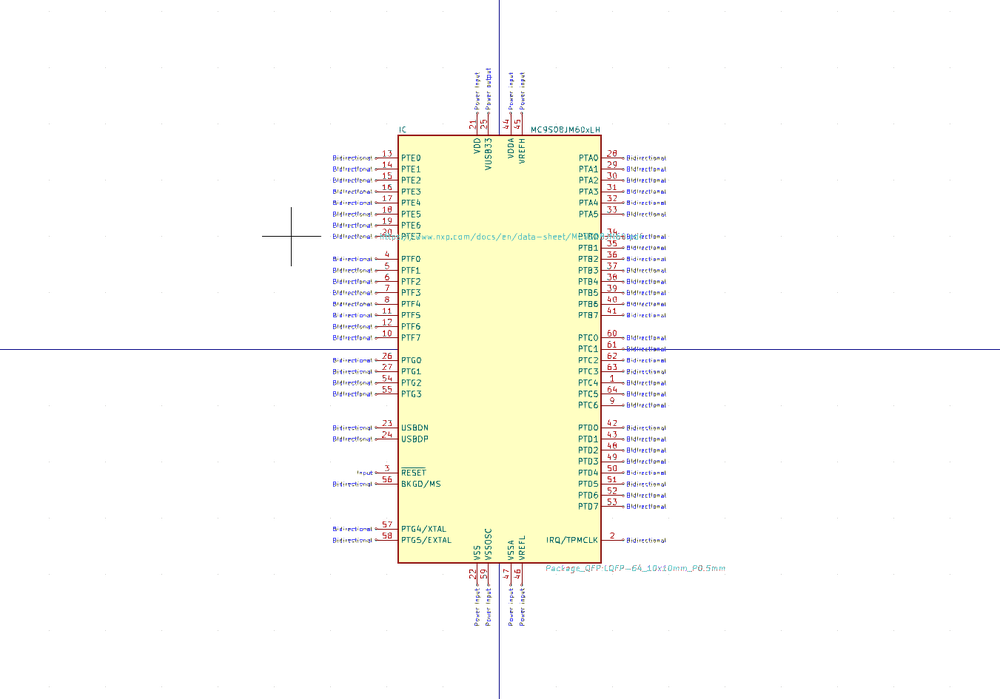 Power input
Power output
Power input
Power input
21
25
44
45
IC
MC9S08JM60xLH
VDD
VUSB33
VDDA
VREFH
Bidirectional 13 PTE0 PTA0 28 Bidirectional
Bidirectional 14 PTE1 PTA1 29 Bidirectional
Bidirectional 15 PTE2 PTA2 30 Bidirectional
Bidirectional 16 PTE3 PTA3 31 Bidirectional
Bidirectional 17 PTE4 PTA4 32 Bidirectional
Bidirectional 18 PTE5 PTA5 33 Bidirectional
Bidirectional 19 PTE6
Bidirectional 20 PTE7 34 Bidirectional
PTB1 35 Bidirectional
Bidirectional 4 PTF0 PTB2 36 Bidirectional
Bidirectional 5 PTF1 PTB3 37 Bidirectional
Bidirectional 6 PTF2 PTB4 38 Bidirectional
Bidirectional 7 PTF3 PTB5 39 Bidirectional
Bidirectional 8 PTF4 PTB6 40 Bidirectional
Bidirectional 11 PTF5 PTB7 41 Bidirectional
Bidirectional 12 PTF6
Bidirectional 10 PTF7 PTC0 60 Bidirectional
PTC1 61 Bidirectional
Bidirectional 26 PTG0 PTC2 62 Bidirectional
Bidirectional 27 PTG1 PTC3 63 Bidirectional
Bidirectional 54 PTG2 PTC4 1 Bidirectional
Bidirectional 55 PTG3 PTC5 64 Bidirectional
PTC6 9 Bidirectional
Bidirectional 23 USBDN PTD0 42 Bidirectional
Bidirectional 24 USBDP PTD1 43 Bidirectional
PTD2 48 Bidirectional
PTD3 49 Bidirectional
Input 3 RESET PTD4 50 Bidirectional
Bidirectional 56 BKGD/MS PTD5 51 Bidirectional
PTD6 52 Bidirectional
PTD7 53 Bidirectional
Bidirectional 57 PTG4/XTAL
Bidirectional 58 PTG5/EXTAL IRQ/TPMCLK 2 Bidirectional
VSS
VSSOSC
VSSA
VREFL
Package_QFP:LQFP-64_10x10mm_P0.5mm
22
59
47
46
Power input
Power input
Power input
Power input